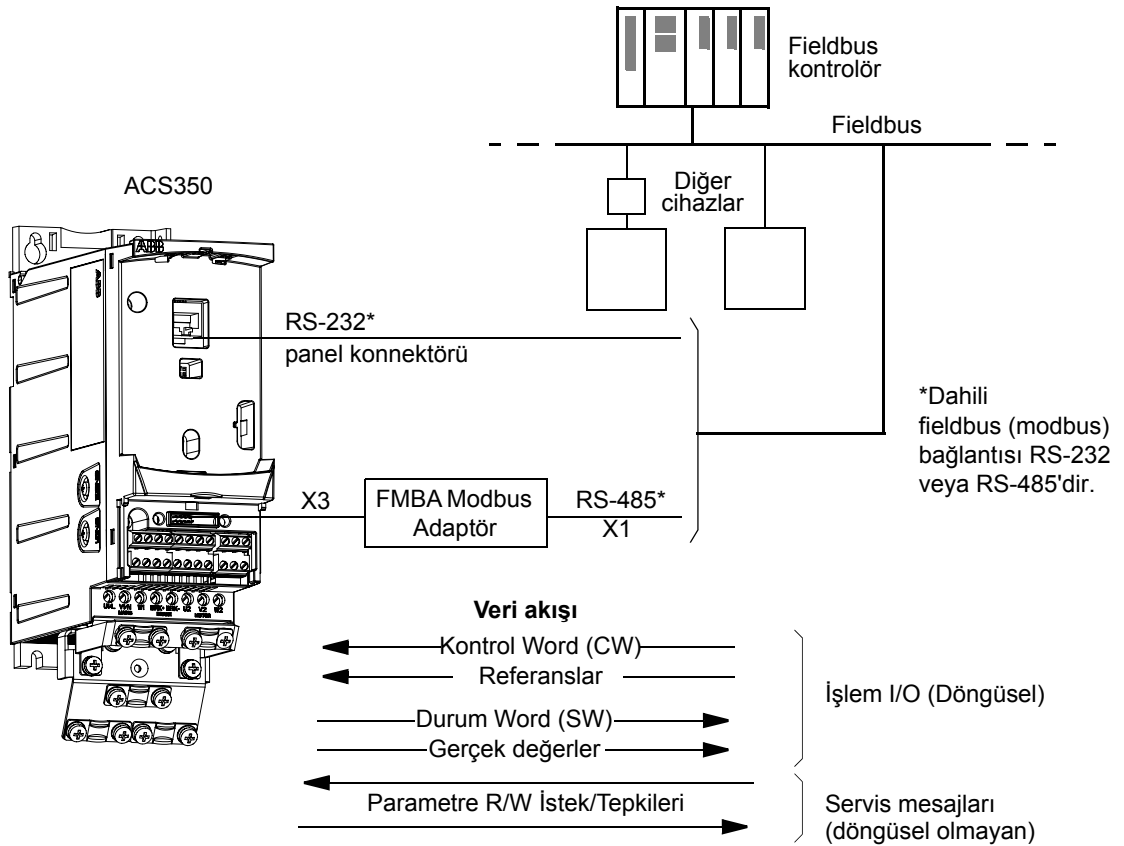 Fieldbus
kontrolör
Fieldbus
Diğer
cihazlar
ACS350
ABB
ABB
RS-232*
panel konnektörü
*Dahili
fieldbus (modbus)
bağlantısı RS-232
veya RS-485'dir.
X3
FMBA Modbus
Adaptör
RS-485*
X1
Veri akışı
Kontrol Word (CW)
Referanslar
Durum Word (SW)
Gerçek değerler
İşlem I/O (Döngüsel)
Parametre R/W İstek/Tepkileri
Servis mesajları
(döngüsel olmayan)